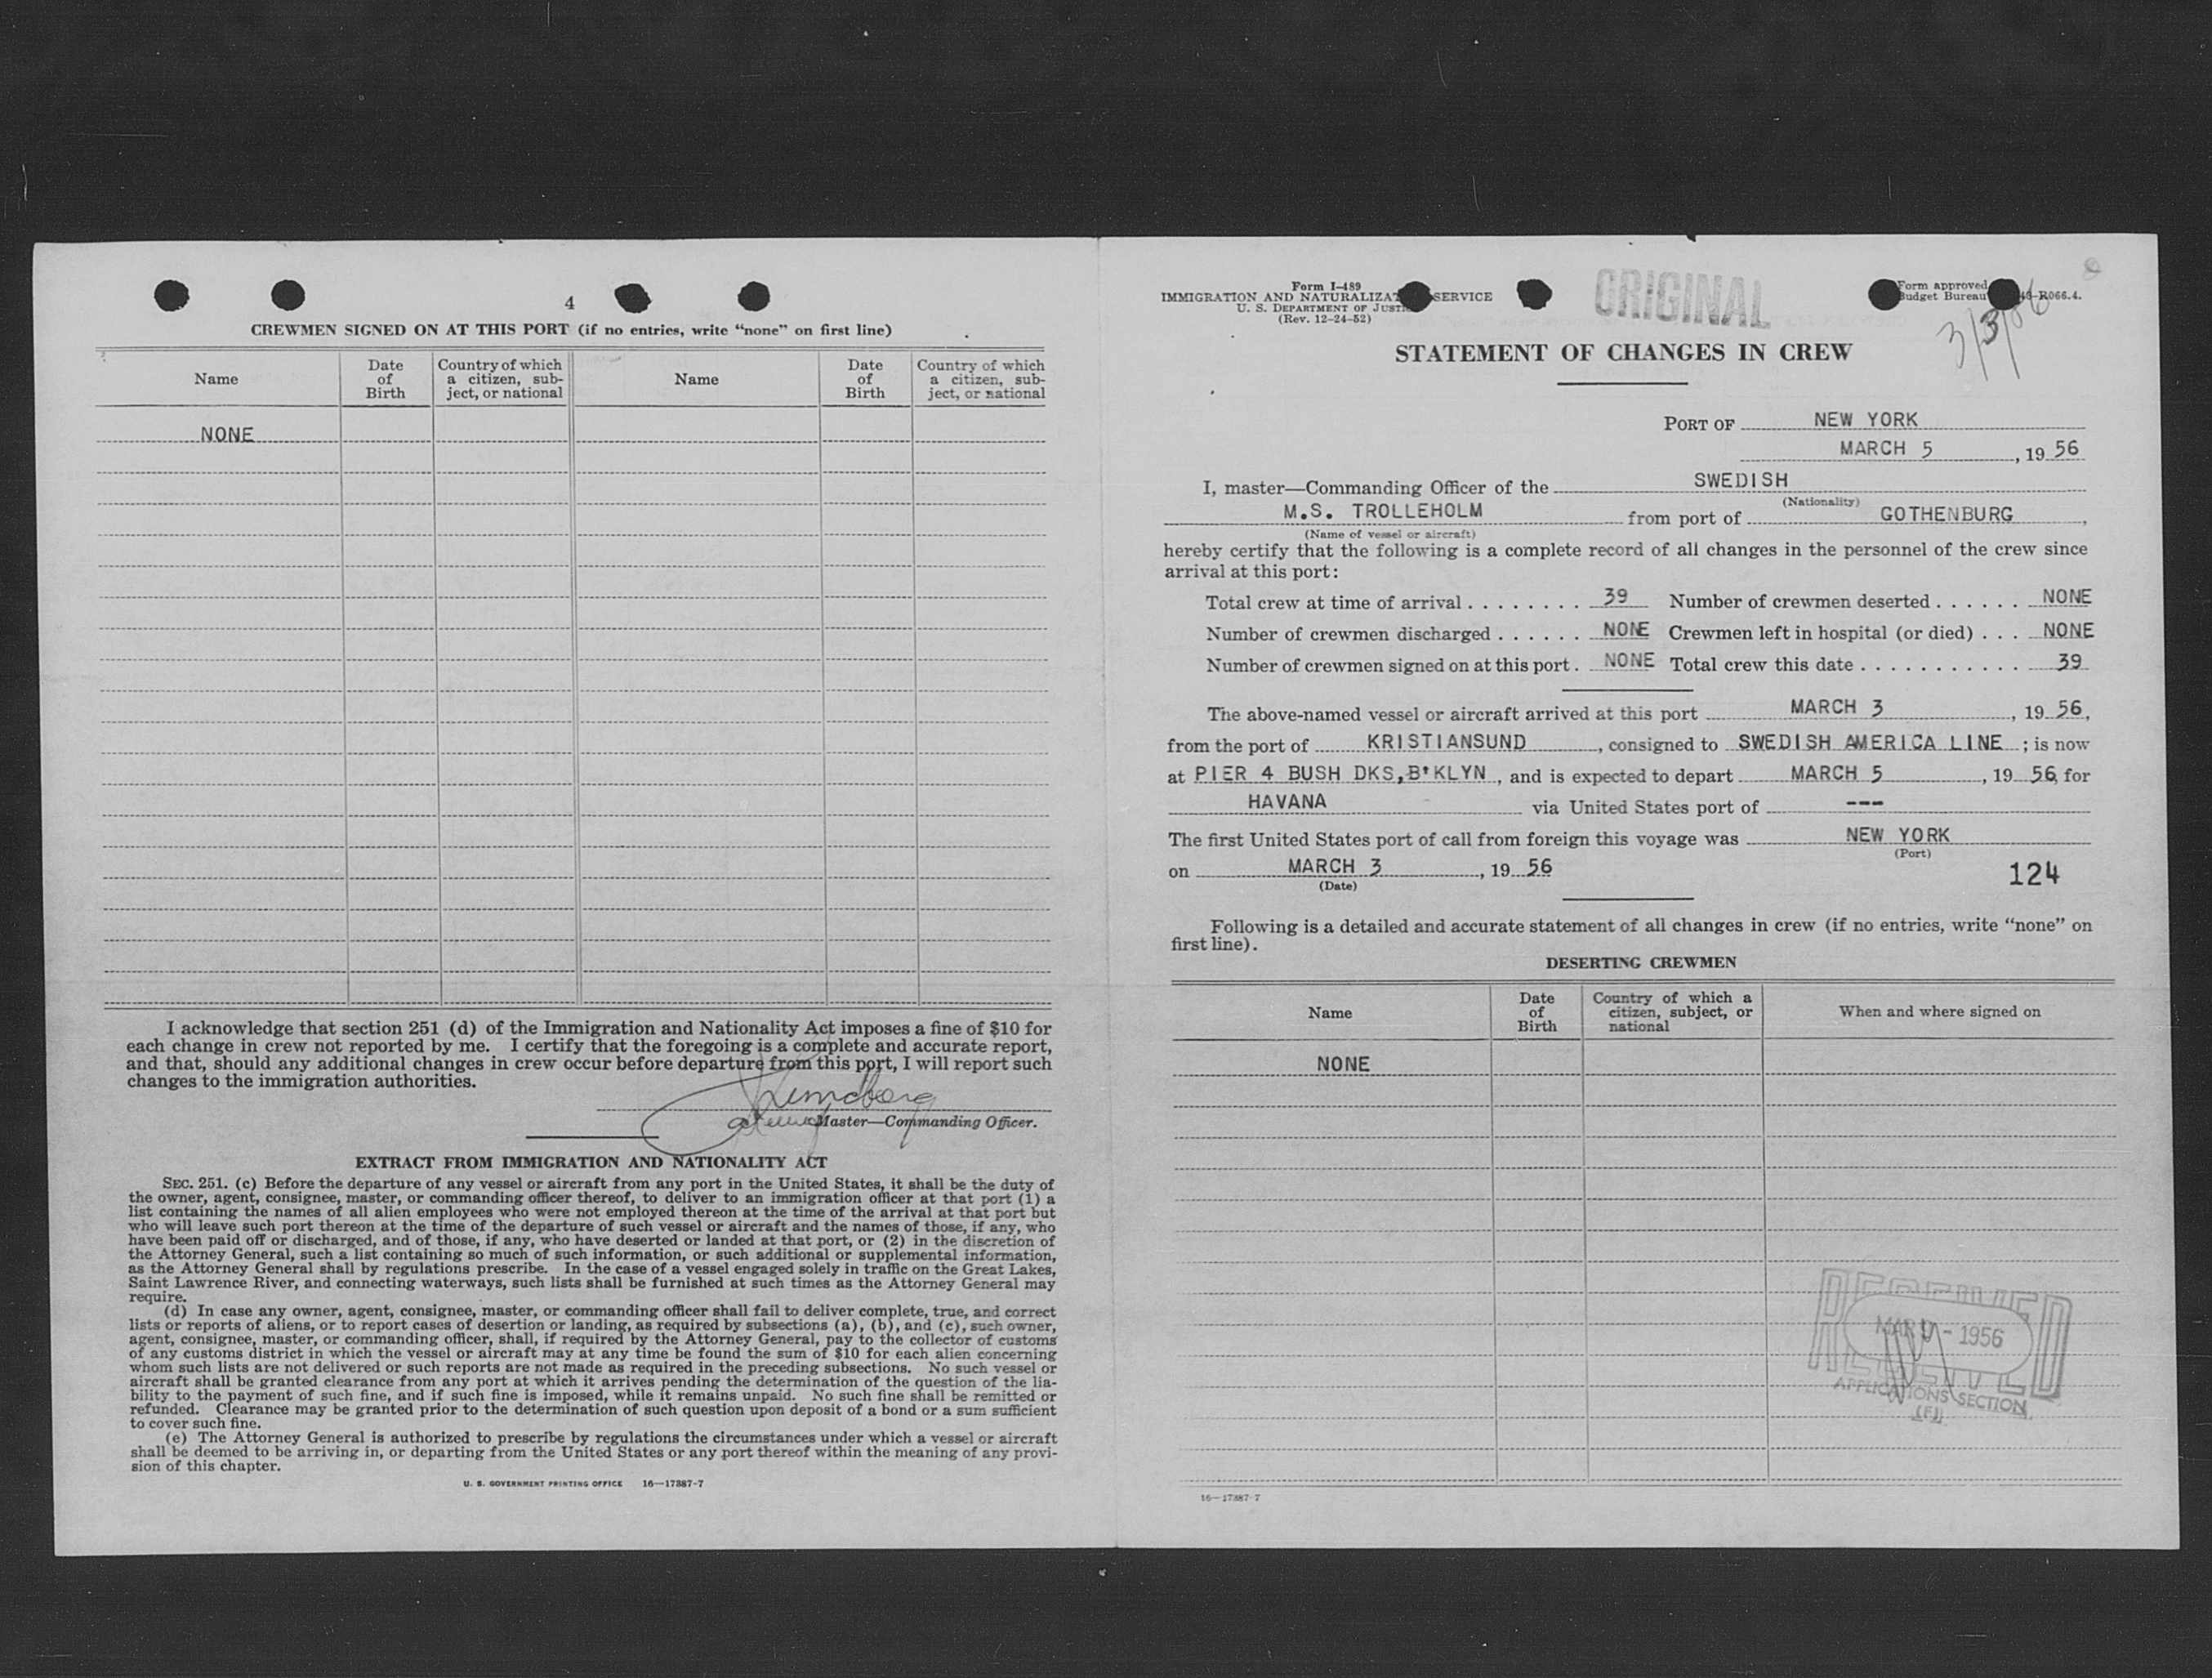 4
CREWMEN SIGNED ON AT THIS PORT (if no entries, write “none” on first line)
Name
Date of Birth
Country of which a citizen, sub-ject, or national
Name
Date of Birth
Country of which a citizen, sub-ject, or national
NONE
I acknowledge that section 251 (d) of the Immigration and Nationality Act imposes a fine of $10 for
each change in crew not reported by me. I certify that the foregoing is a complete and accurate report,
and that, should any additional changes in crew occur before departure from this port, I will report such
changes to the immigration authorities.
Master—Commanding Officer.
EXTRACT FROM IMMIGRATION AND NATIONALITY ACT
SEC. 251. (c) Before the departure of any vessel or aircraft from any port in the United States, it shall be the duty of
the owner, agent, consignee, master, or commanding officer thereof, to deliver to an immigration officer at that port (1) a
list containing the names of all alien employees who were not employed thereon at the time of the arrival at that port but
who will leave such port thereon at the time of the departure of such vessel or aircraft and the names of those, if any, who
have been paid off or discharged, and of those, if any, who have deserted or landed at that port, or (2) in the discretion of
the Attorney General, such a list containing so much of such information, or such additional or supplemental information,
as the Attorney General shall by regulations prescribe. In the case of a vessel engaged solely in traffic on the Great Lakes,
Saint Lawrence River, and connecting waterways, such lists shall be furnished at such times as the Attorney General may
require.
(d) In case any owner, agent, consignee, master, or commanding officer shall fail to deliver complete, true, and correct
lists or reports of aliens, or to report cases of desertion or landing, as required by subsections (a), (b), and (c), such owner,
agent, consignee, master, or commanding officer, shall, if required by the Attorney General, pay to the collector of customs
of any customs district in which the vessel or aircraft may at any time be found the sum of $10 for each alien concerning
whom such lists are not delivered or such reports are not made as required in the preceding subsections. No such vessel or
aircraft shall be granted clearance from any port at which it arrives pending the determination of the question of the lia-
bility to the payment of such fine, and if such fine is imposed, while it remains unpaid. No such fine shall be remitted or
refunded. Clearance may be granted prior to the determination of such question upon deposit of a bond or a sum sufficient
to cover such fine.
(e) The Attorney General is authorized to prescribe by regulations the circumstances under which a vessel or aircraft
shall be deemed to be arriving in, or departing from the United States or any port thereof within the meaning of any provi-
sion of this chapter.
U. S. GOVERNMENT PRINTING OFFICE 16—17387-7
Form I-489
IMMIGRATION AND SERVICE
U. S. DEPARTMENT OF
(Rev. 12-24-52)
ORIGINAL
Form approved
Budget Bureau R066.4.
3/3/56
STATEMENT OF CHANGES IN CREW
PORT OF NEW YORK
MARCH 5, 19 56
I, master—Commanding Officer of the SWEDISH
(Nationality)
M.S. TROLLEHOLM from port of GOTHENBURG,
(Name of vessel or aircraft)
hereby certify that the following is a complete record of all changes in the personnel of the crew since
arrival at this port:
Total crew at time of arrival . . . . . . . . 39 Number of crewmen deserted . . . . . . NONE
Number of crewmen discharged . . . . . . NONE Crewmen left in hospital (or died) . . . NONE
Number of crewmen signed on at this port . NONE Total crew this date . . . . . . . . . . . . 39
The above-named vessel or aircraft arrived at this port MARCH 3, 19 56,
from the port of KRISTIANSUND, consigned to SWEDISH AMERICA LINE ; is now
at PIER 4 BUSH DKS,B'KLYN, and is expected to depart MARCH 5, 19 56, for
HAVANA via United States port of ---
The first United States port of call from foreign this voyage was NEW YORK
(Port)
on MARCH 3, 19 56
(Date)
124
Following is a detailed and accurate statement of all changes in crew (if no entries, write “none” on
first line).
DESERTING CREWMEN
Name
Date of Birth
Country of which a citizen, subject, or national
When and where signed on
NONE
RECEIVED
MAR - 1956
APPLICATIONS SECTION
16—17387-7